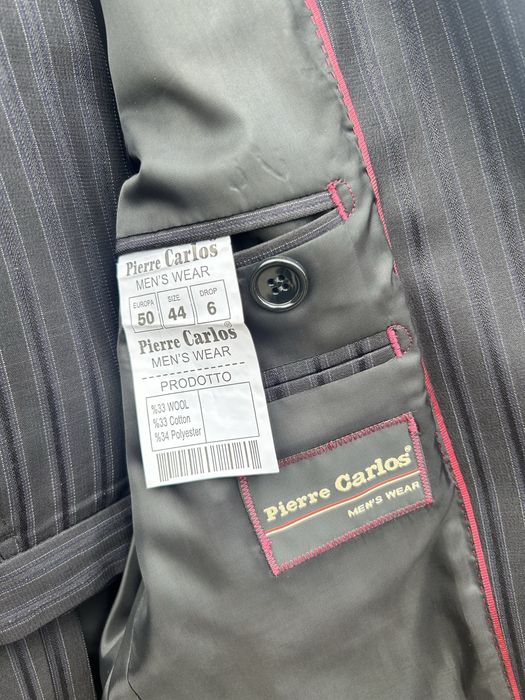 Pierre Carlos
MEN'S WEAR
EUROPA SIZE DROP
50 44 6
Pierre Carlos®
MEN'S WEAR
PRODOTTO
%33 WOOL
%33 Cotton
%34 Polyester
Pierre Carlos®
MEN'S WEAR